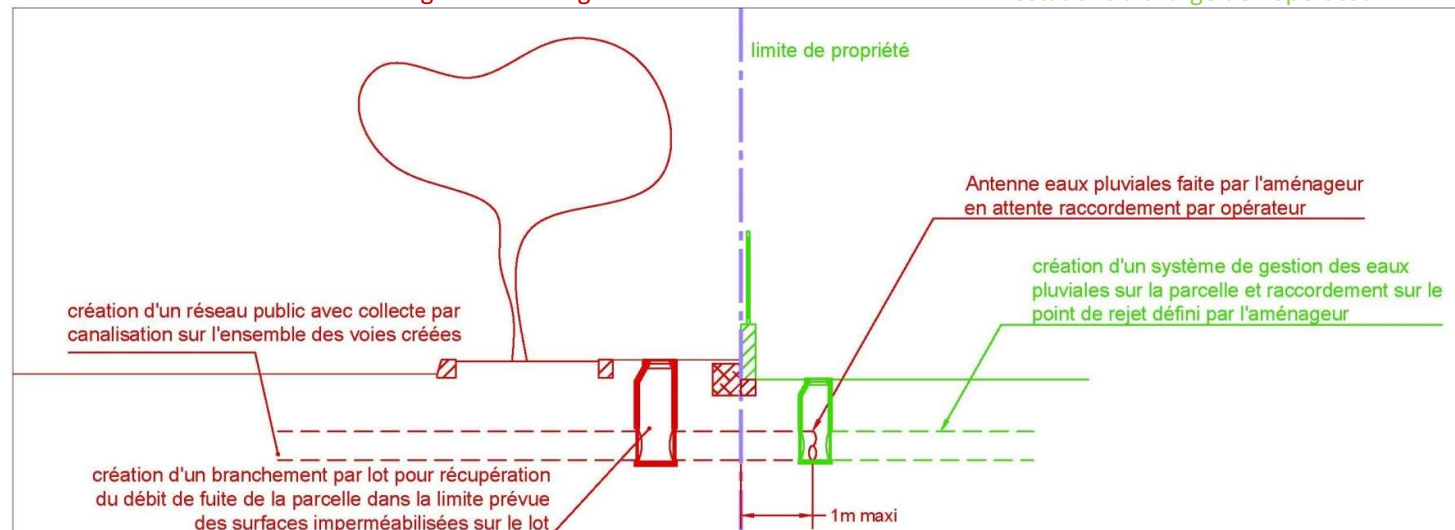 limite de propriété
Antenne eaux pluviales faite par l'aménageur
en attente raccordement par opérateur
création d'un système de gestion des eaux
pluviales sur la parcelle et raccordement sur le
point de rejet défini par l'aménageur
création d'un réseau public avec collecte par
canalisation sur l'ensemble des voies créées
création d'un branchement par lot pour récupération
du débit de fuite de la parcelle dans la limite prévue
des surfaces imperméabilisées sur le lot
1m maxi